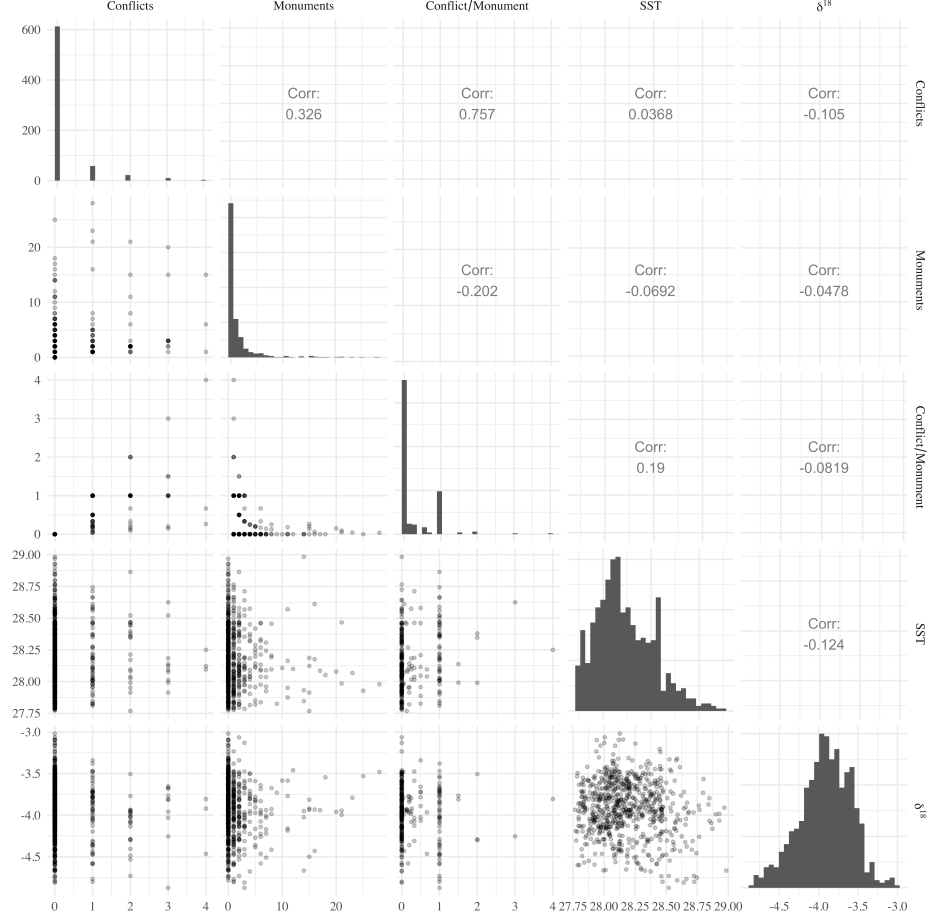 Conflicts Monuments Conflict/Monument SST δ18
600
400
200
0
Corr:
0.326
Corr:
0.757
Corr:
0.0368
Corr:
-0.105
Conflicts
20
10
0
Corr:
-0.202
Corr:
-0.0692
Corr:
-0.0478
Monuments
4
3
2
1
0
Corr:
0.19
Corr:
-0.0819
Conflict/Monument
29.00
28.75
28.50
28.25
28.00
27.75
Corr:
-0.124
SST
-3.0
-3.5
-4.0
-4.5
δ18
0 1 2 3 4 0 10 20 0 1 2 3 4 27.75 28.00 28.25 28.50 28.75 29.00 -4.5 -4.0 -3.5 -3.0